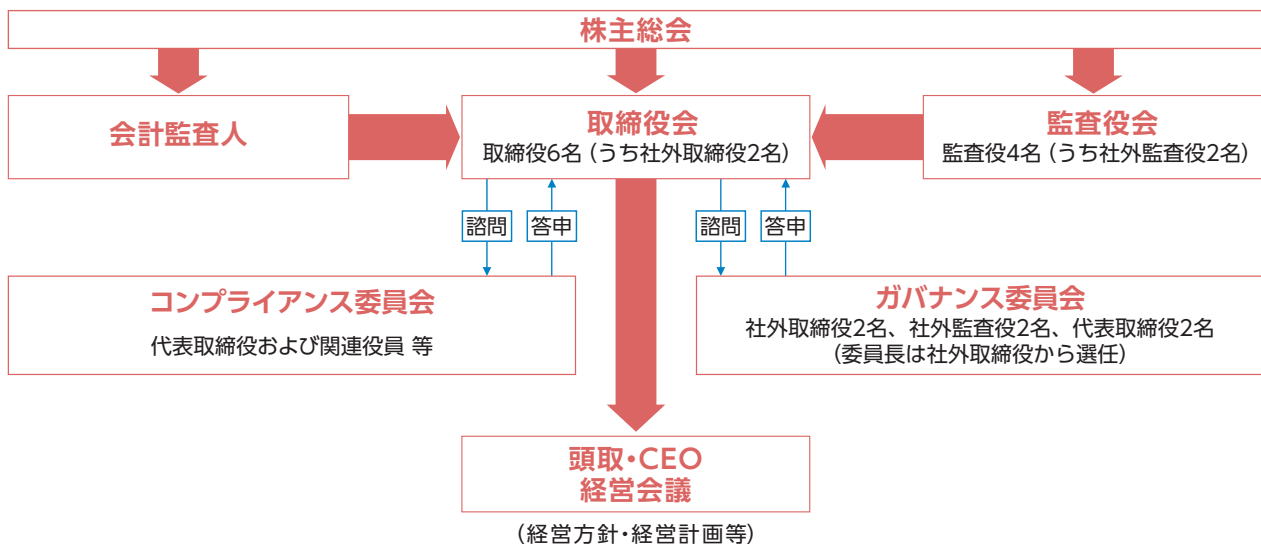 株主総会
会計監査人
取締役会
取締役6名（うち社外取締役2名）
監査役会
監査役4名（うち社外監査役2名）
諮問
答申
諮問
答申
コンプライアンス委員会
代表取締役および関連役員 等
ガバナンス委員会
社外取締役2名、社外監査役2名、代表取締役2名
（委員長は社外取締役から選任）
頭取・CEO
経営会議
（経営方針・経営計画等）